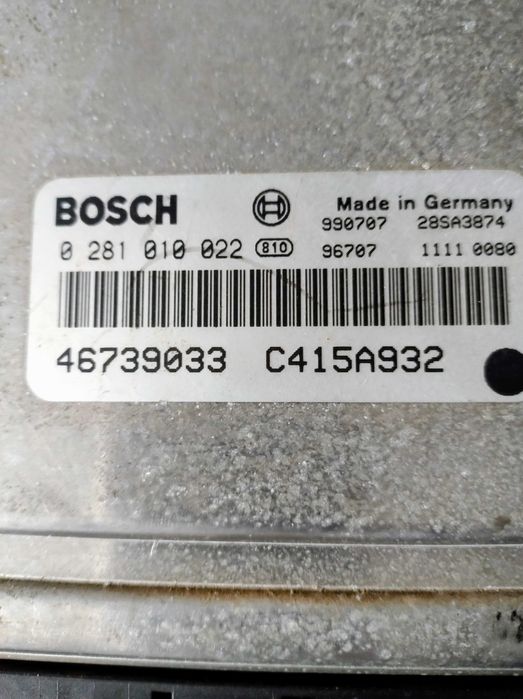 BOSCH Made in Germany
990707 28SA3874
0 281 010 022 810 96707 1111 0080
46739033 C415A932